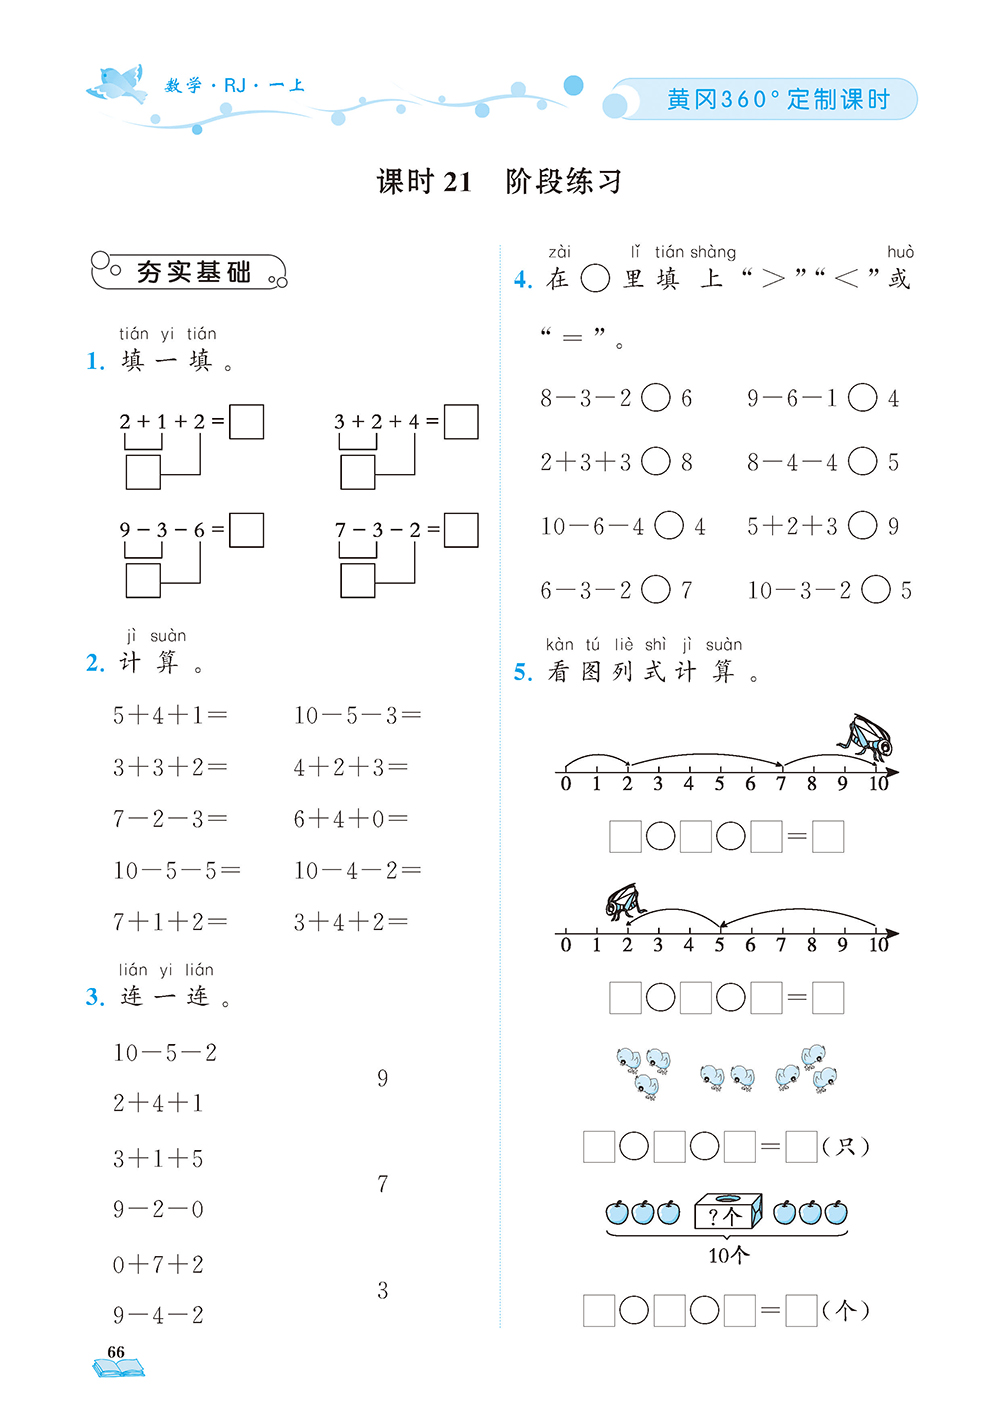 数学·RJ·一上
黄冈360°定制课时
课时21 阶段练习
夯实基础
tián yi tián
1. 填一填。
2+1+2=□ 3+2+4=□
9-3-6=□ 7-3-2=□
jì suàn
2. 计算。
5+4+1= 10-5-3=
3+3+2= 4+2+3=
7-2-3= 6+4+0=
10-5-5= 10-4-2=
7+1+2= 3+4+2=
lián yi lián
3. 连一连。
10-5-2
9
2+4+1
3+1+5
7
9-2-0
0+7+2
3
9-4-2
66
zài lǐ tián shàng huò
4. 在○里填上“>”“<”或
“=”。
8-3-2○6 9-6-1○4
2+3+3○8 8-4-4○5
10-6-4○4 5+2+3○9
6-3-2○7 10-3-2○5
kàn tú liè shì jì suàn
5. 看图列式计算。
0 1 2 3 4 5 6 7 8 9 10
□○□○□=□
0 1 2 3 4 5 6 7 8 9 10
□○□○□=□
□○□○□=□(只)
?个
10个
□○□○□=□(个)